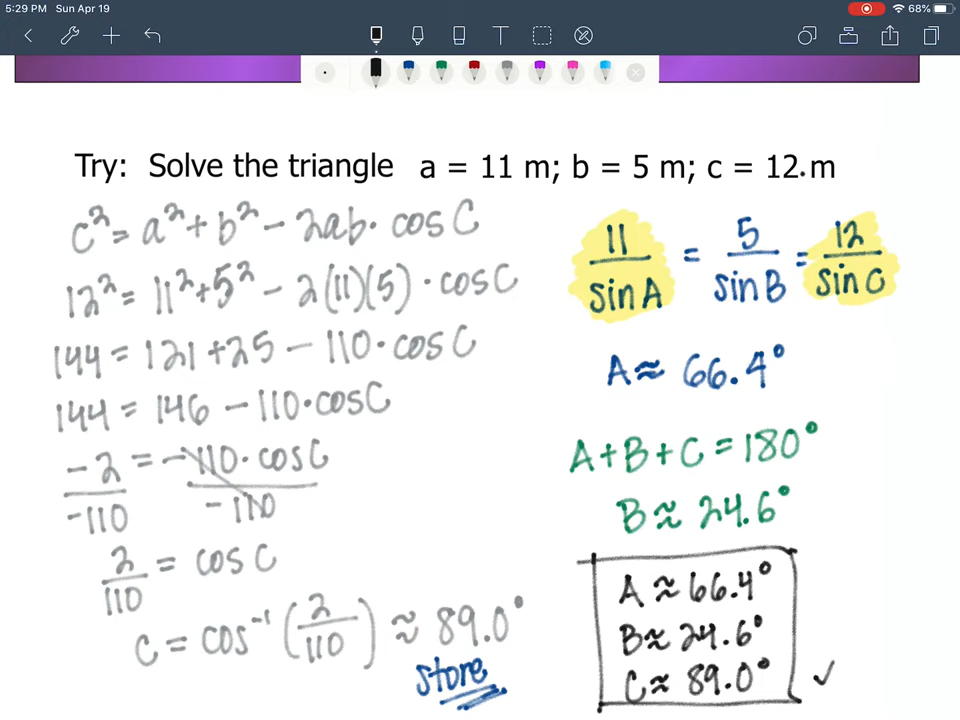 5:29 PM Sun Apr 19
68%
Try: Solve the triangle a = 11 m; b = 5 m; c = 12 m
c² = a² + b² - 2ab · cos C
12² = 11² + 5² - 2(11)(5) · cos C
144 = 121 + 25 - 110 · cos C
144 = 146 - 110 · cos C
-2 = -110 · cos C
-110 -110
2/110 = cos C
C = cos⁻¹ (2/110) ≈ 89.0°
store
11/sin A = 5/sin B = 12/sin C
A ≈ 66.4°
A + B + C = 180°
B ≈ 24.6°
A ≈ 66.4°
B ≈ 24.6°
C ≈ 89.0° ✓